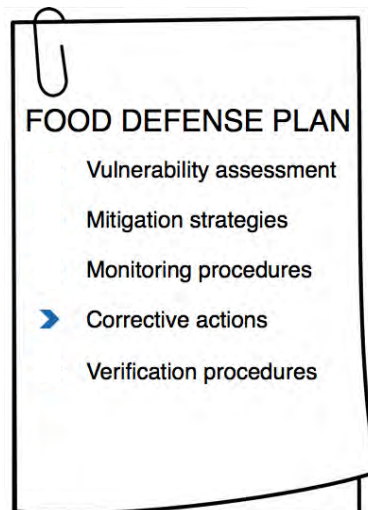 FOOD DEFENSE PLAN
Vulnerability assessment
Mitigation strategies
Monitoring procedures
Corrective actions
Verification procedures